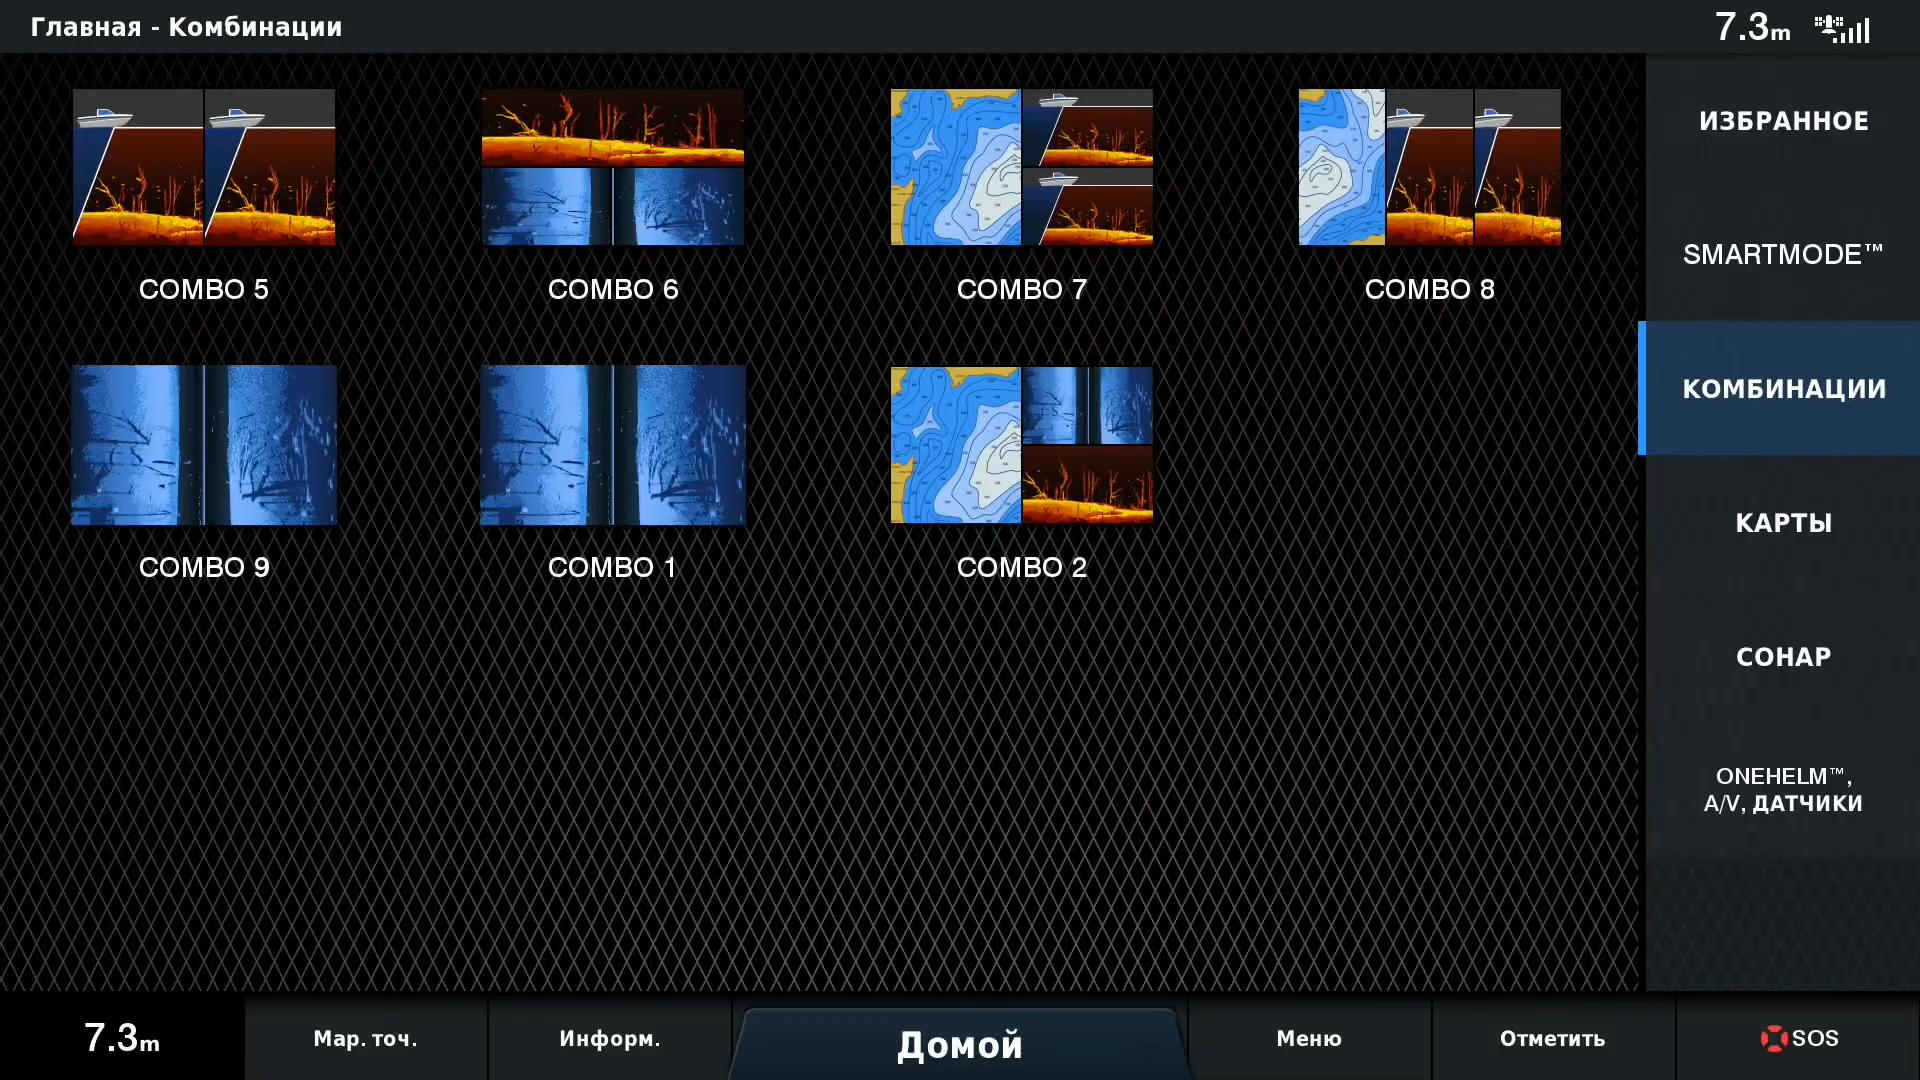 Главная - Комбинации
7.3m
COMBO 5
COMBO 6
COMBO 7
COMBO 8
COMBO 9
COMBO 1
COMBO 2
ИЗБРАННОЕ
SMARTMODE™
КОМБИНАЦИИ
КАРТЫ
СОНАР
ONEHELM™,
A/V, ДАТЧИКИ
7.3m
Мар. точ.
Информ.
Домой
Меню
Отметить
SOS